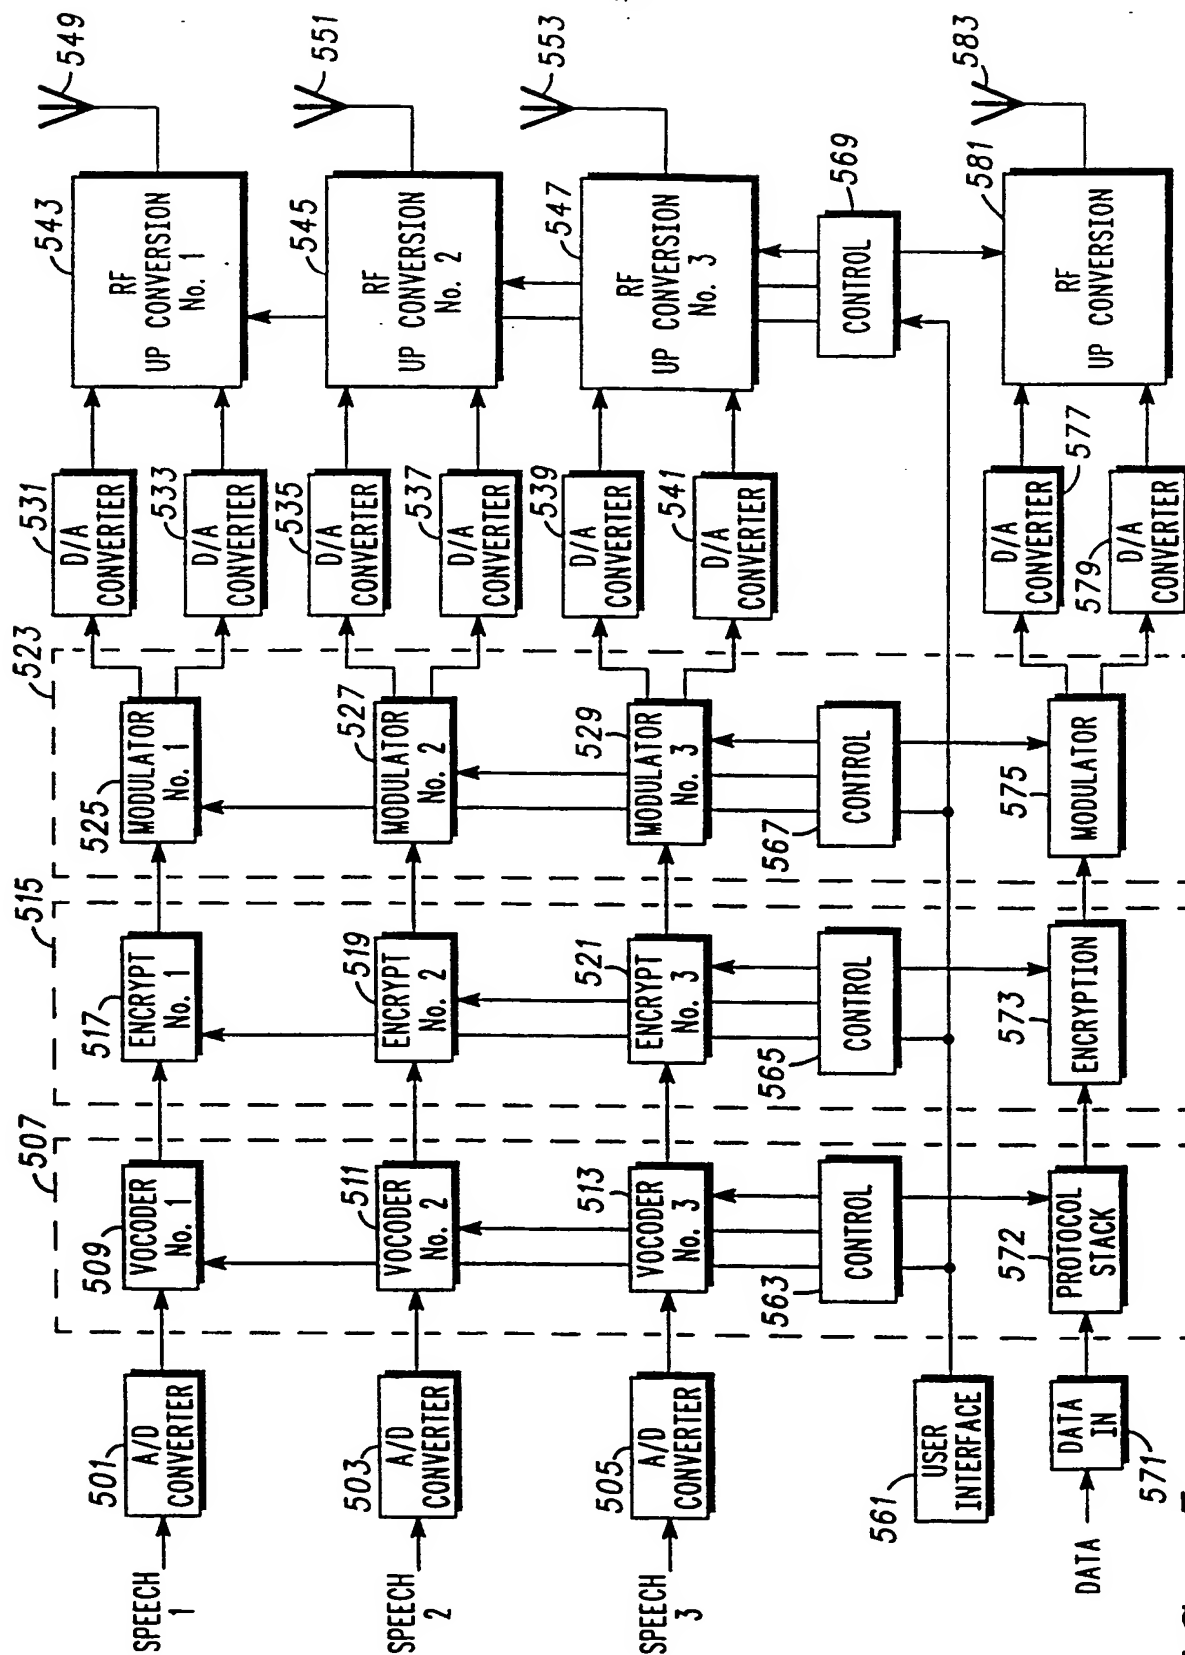 SPEECH
1
501
A/D
CONVERTER
507
509
VOCODER
No. 1
515
517
ENCRYPT
No. 1
523
525
MODULATOR
No. 1
531
D/A
CONVERTER
533
D/A
CONVERTER
543
RF
UP CONVERSION
No. 1
549
SPEECH
2
503
A/D
CONVERTER
511
VOCODER
No. 2
519
ENCRYPT
No. 2
527
MODULATOR
No. 2
535
D/A
CONVERTER
537
D/A
CONVERTER
545
RF
UP CONVERSION
No. 2
551
SPEECH
3
505
A/D
CONVERTER
513
VOCODER
No. 3
521
ENCRYPT
No. 3
529
MODULATOR
No. 3
539
D/A
CONVERTER
541
D/A
CONVERTER
547
RF
UP CONVERSION
No. 3
553
563
CONTROL
565
CONTROL
567
CONTROL
569
CONTROL
561
USER
INTERFACE
DATA
571
DATA
IN
572
PROTOCOL
STACK
573
ENCRYPTION
575
MODULATOR
577
D/A
CONVERTER
579
D/A
CONVERTER
581
RF
UP CONVERSION
583